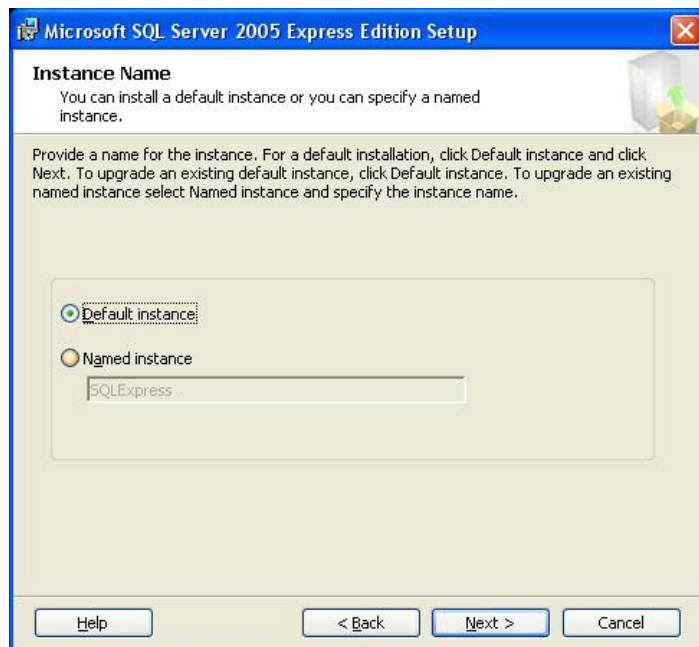 Microsoft SQL Server 2005 Express Edition Setup
Instance Name
You can install a default instance or you can specify a named
instance.
Provide a name for the instance. For a default installation, click Default instance and click
Next. To upgrade an existing default instance, click Default instance. To upgrade an existing
named instance select Named instance and specify the instance name.
Default instance
Named instance
SQLExpress
Help
< Back
Next >
Cancel